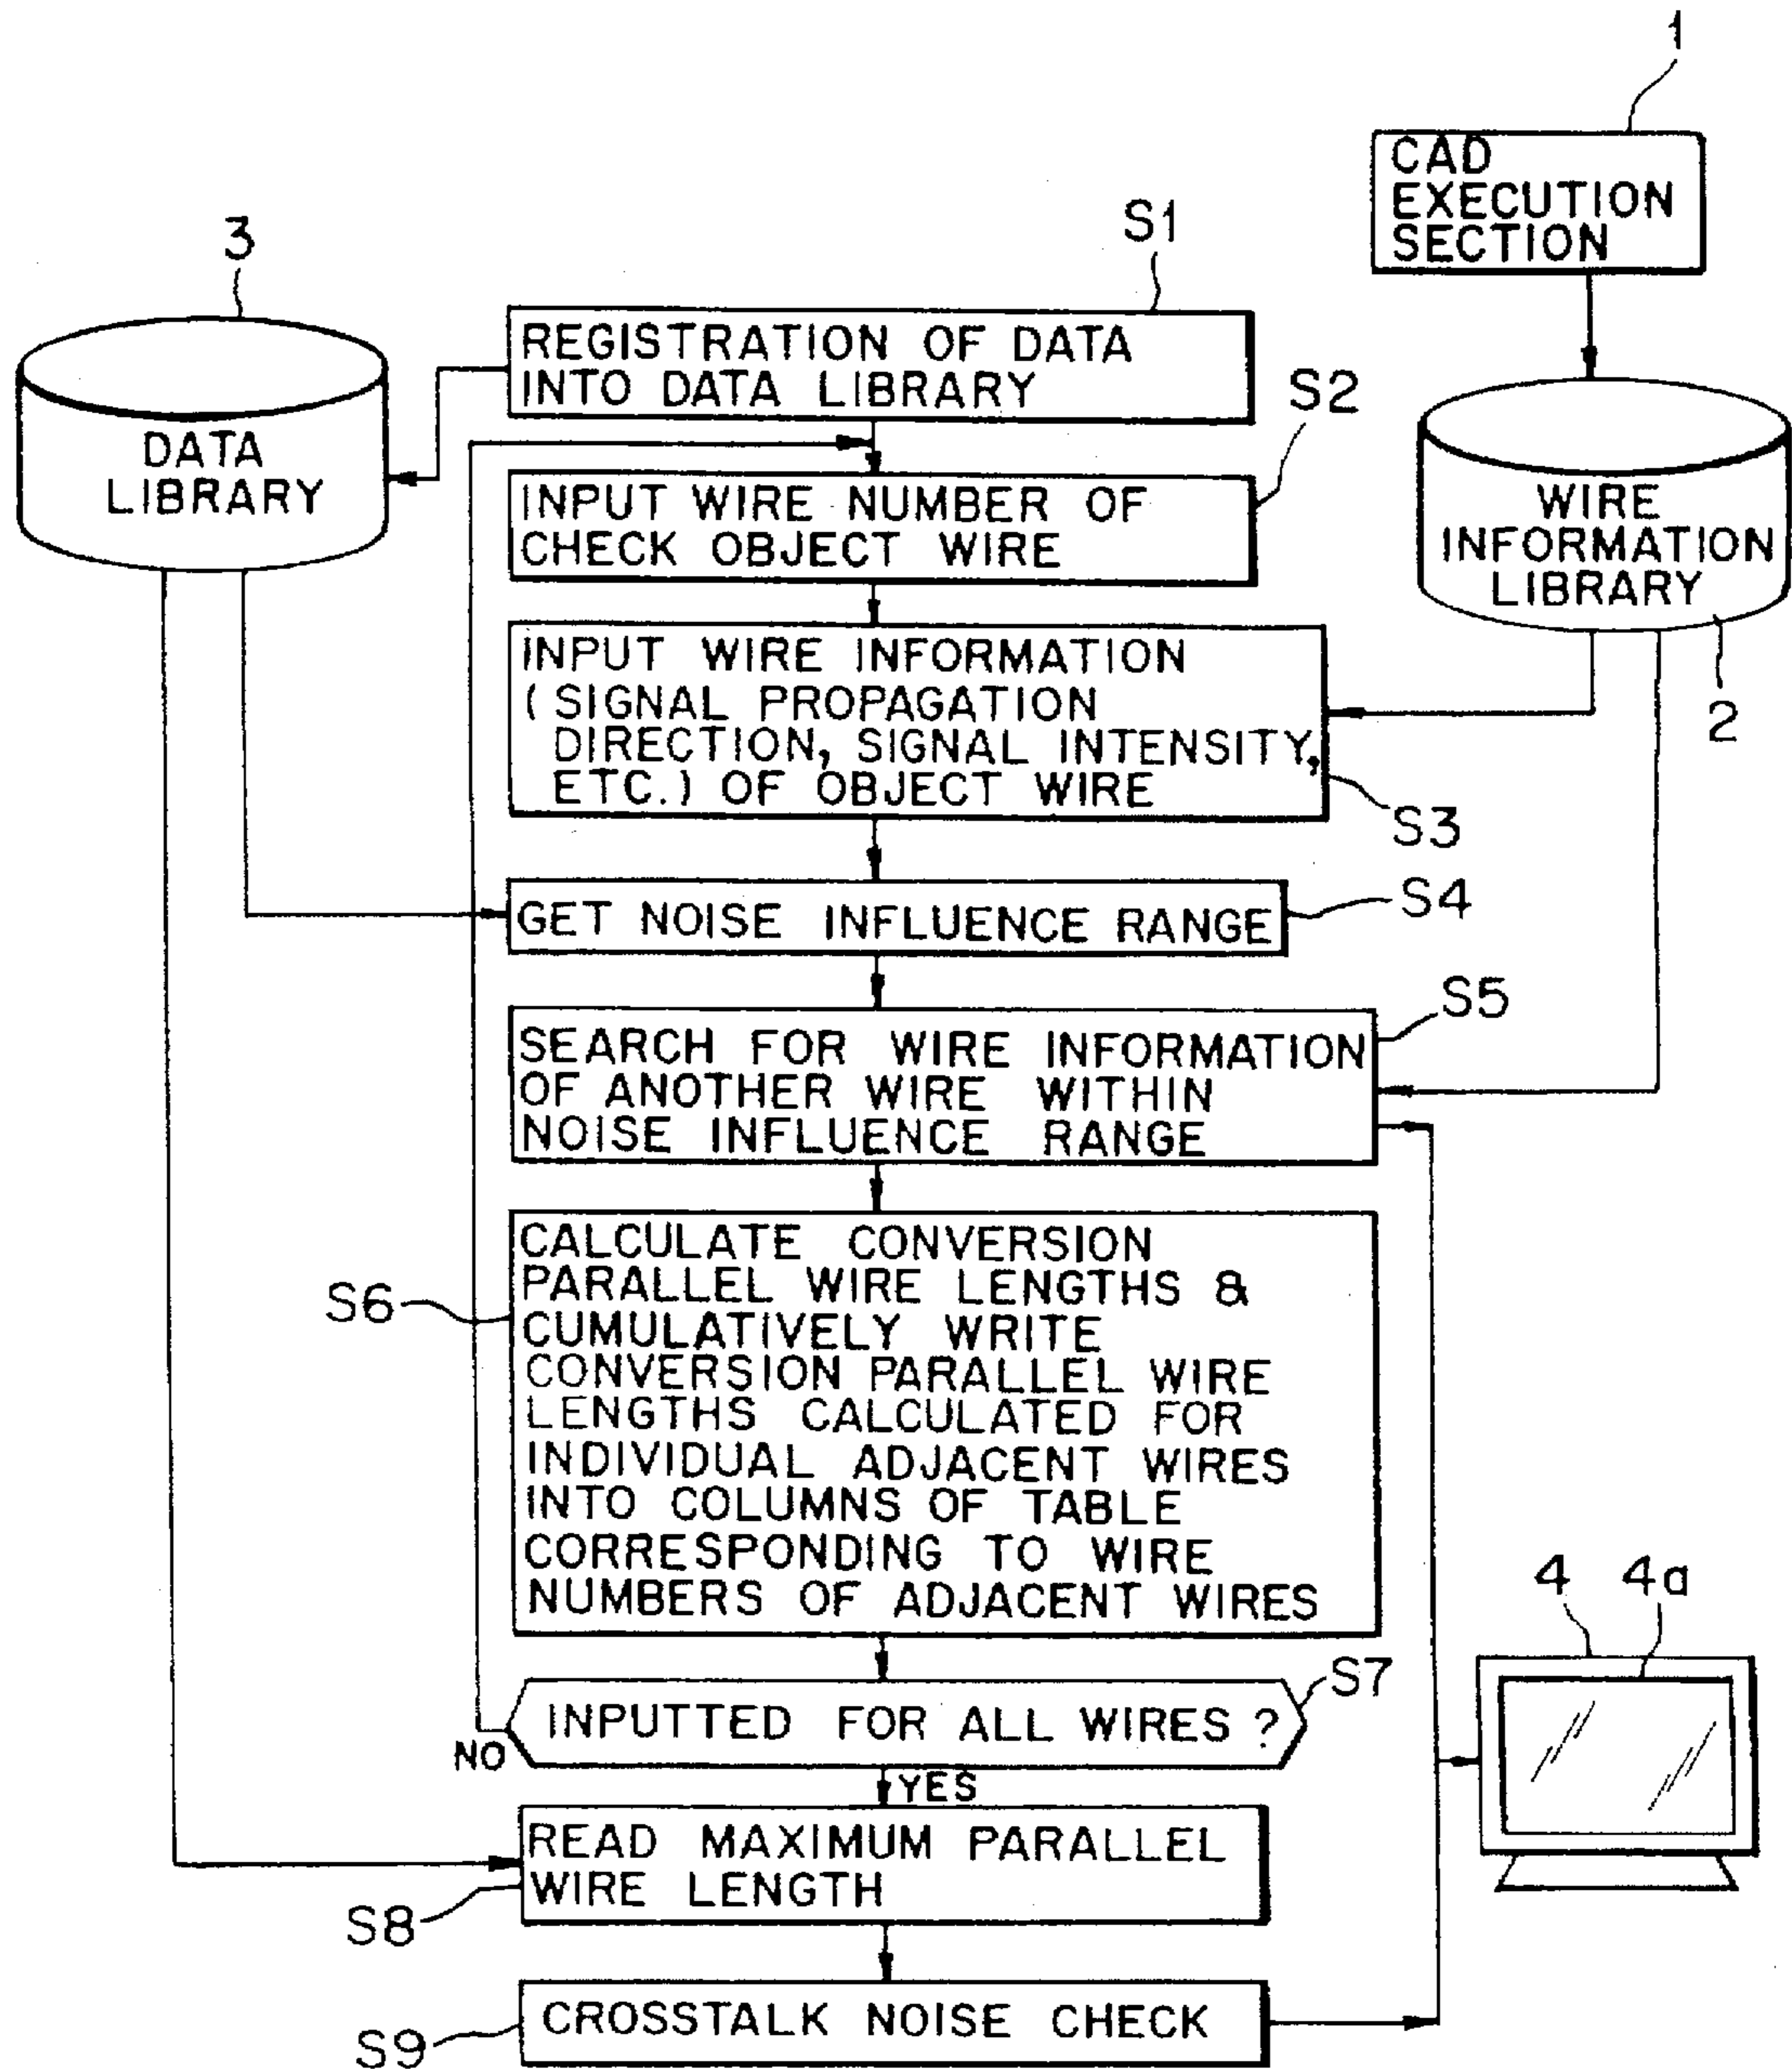 1
CAD
EXECUTION
SECTION
3
DATA
LIBRARY
S1
REGISTRATION OF DATA
INTO DATA LIBRARY
S2
INPUT WIRE NUMBER OF
CHECK OBJECT WIRE
WIRE
INFORMATION
LIBRARY
2
INPUT WIRE INFORMATION
(SIGNAL PROPAGATION
DIRECTION, SIGNAL INTENSITY,
ETC.) OF OBJECT WIRE
S3
GET NOISE INFLUENCE RANGE
S4
S5
SEARCH FOR WIRE INFORMATION
OF ANOTHER WIRE WITHIN
NOISE INFLUENCE RANGE
S6
CALCULATE CONVERSION
PARALLEL WIRE LENGTHS &
CUMULATIVELY WRITE
CONVERSION PARALLEL WIRE
LENGTHS CALCULATED FOR
INDIVIDUAL ADJACENT WIRES
INTO COLUMNS OF TABLE
CORRESPONDING TO WIRE
NUMBERS OF ADJACENT WIRES
4
4a
S7
INPUTTED FOR ALL WIRES ?
NO
YES
READ MAXIMUM PARALLEL
WIRE LENGTH
S8
CROSSTALK NOISE CHECK
S9